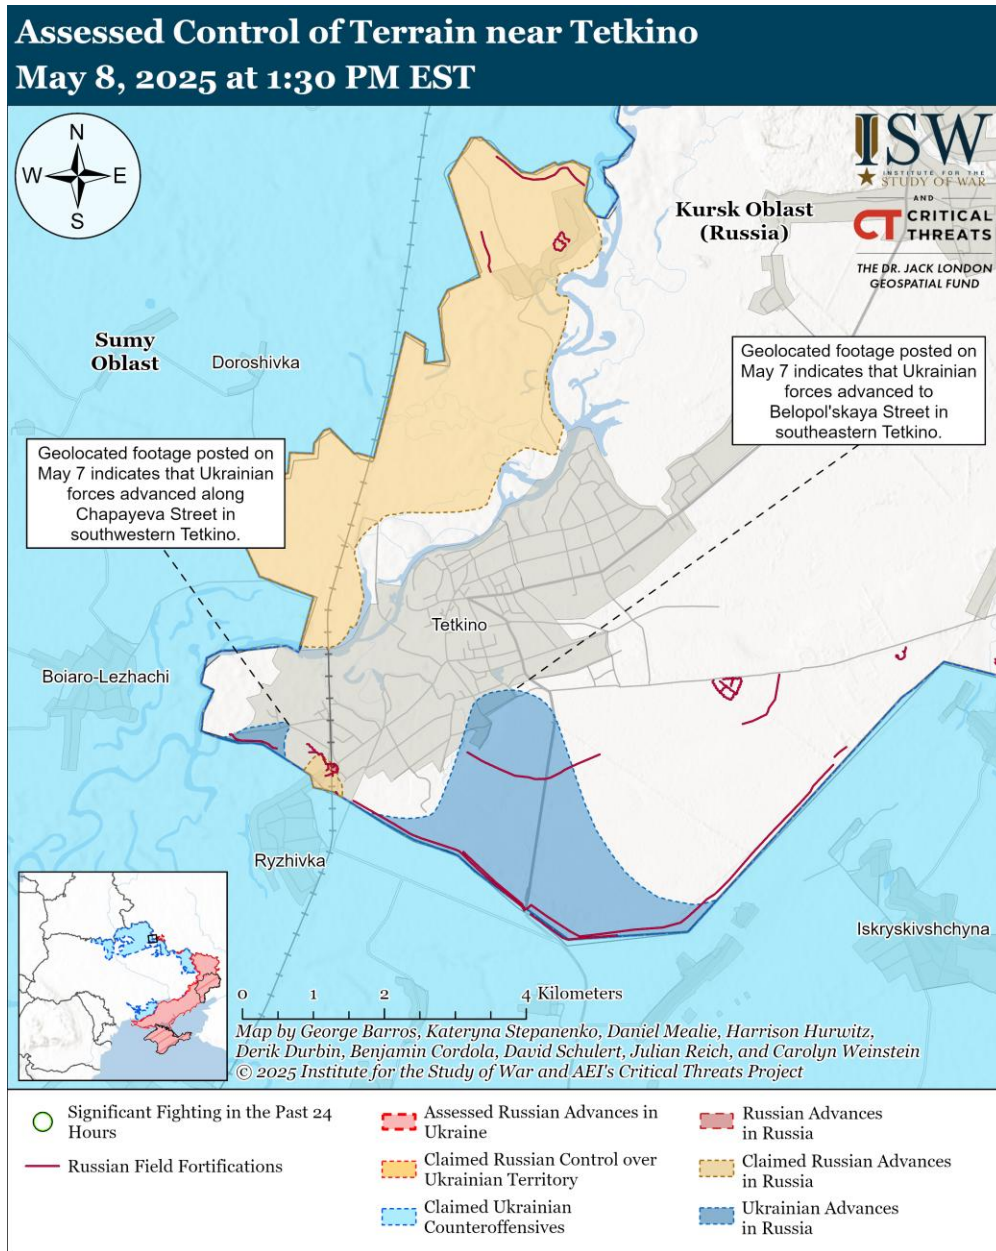 Assessed Control of Terrain near Tetkino
May 8, 2025 at 1:30 PM EST
N
W
E
S
ISW
INSTITUTE FOR THE
STUDY OF WAR
AND
CT CRITICAL
THREATS
THE DR. JACK LONDON
GEOSPATIAL FUND
Kursk Oblast
(Russia)
Sumy
Oblast
Doroshivka
Geolocated footage posted on
May 7 indicates that Ukrainian
forces advanced to
Belopol'skaya Street in
southeastern Tetkino.
Geolocated footage posted on
May 7 indicates that Ukrainian
forces advanced along
Chapayeva Street in
southwestern Tetkino.
Tetkino
Boiaro-Lezhachi
Ryzhivka
Iskryskivshchyna
0 1 2 4 Kilometers
Map by George Barros, Kateryna Stepanenko, Daniel Mealie, Harrison Hurwitz,
Derik Durbin, Benjamin Cordola, David Schulert, Julian Reich, and Carolyn Weinstein
© 2025 Institute for the Study of War and AEI's Critical Threats Project
Significant Fighting in the Past 24
Hours
Russian Field Fortifications
Assessed Russian Advances in
Ukraine
Claimed Russian Control over
Ukrainian Territory
Claimed Ukrainian
Counteroffensives
Russian Advances
in Russia
Claimed Russian Advances
in Russia
Ukrainian Advances
in Russia